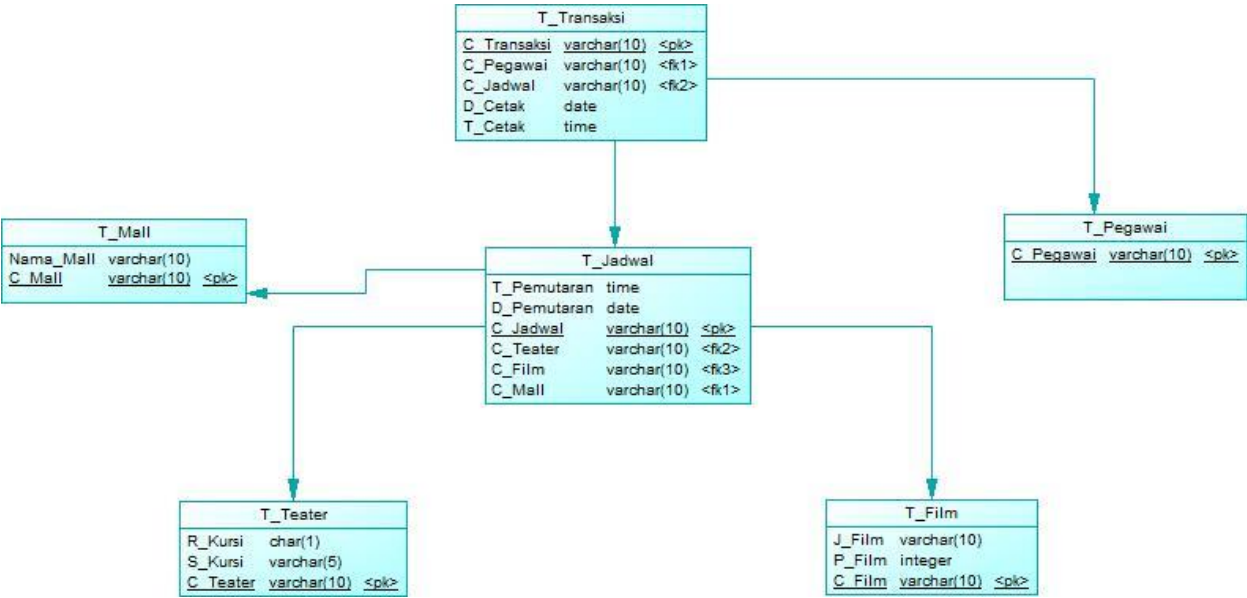 T_Transaksi
C_Transaksi varchar(10) <pk>
C_Pegawai varchar(10) <fk1>
C_Jadwal varchar(10) <fk2>
D_Cetak date
T_Cetak time
T_Mall
Nama_Mall varchar(10)
C_Mall varchar(10) <pk>
T_Jadwal
T_Pemutaran time
D_Pemutaran date
C_Jadwal varchar(10) <pk>
C_Teater varchar(10) <fk2>
C_Film varchar(10) <fk3>
C_Mall varchar(10) <fk1>
T_Pegawai
C_Pegawai varchar(10) <pk>
T_Teater
R_Kursi char(1)
S_Kursi varchar(5)
C_Teater varchar(10) <pk>
T_Film
J_Film varchar(10)
P_Film integer
C_Film varchar(10) <pk>